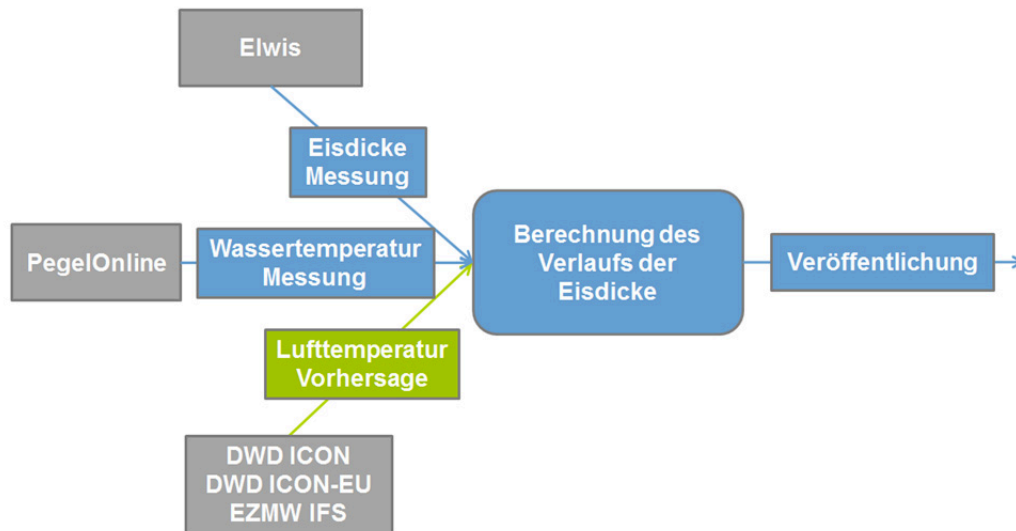 Elwis
Eisdicke
Messung
PegelOnline
Wassertemperatur
Messung
Berechnung des
Verlaufs der
Eisdicke
Veröffentlichung
Lufttemperatur
Vorhersage
DWD ICON
DWD ICON-EU
EZMW IFS